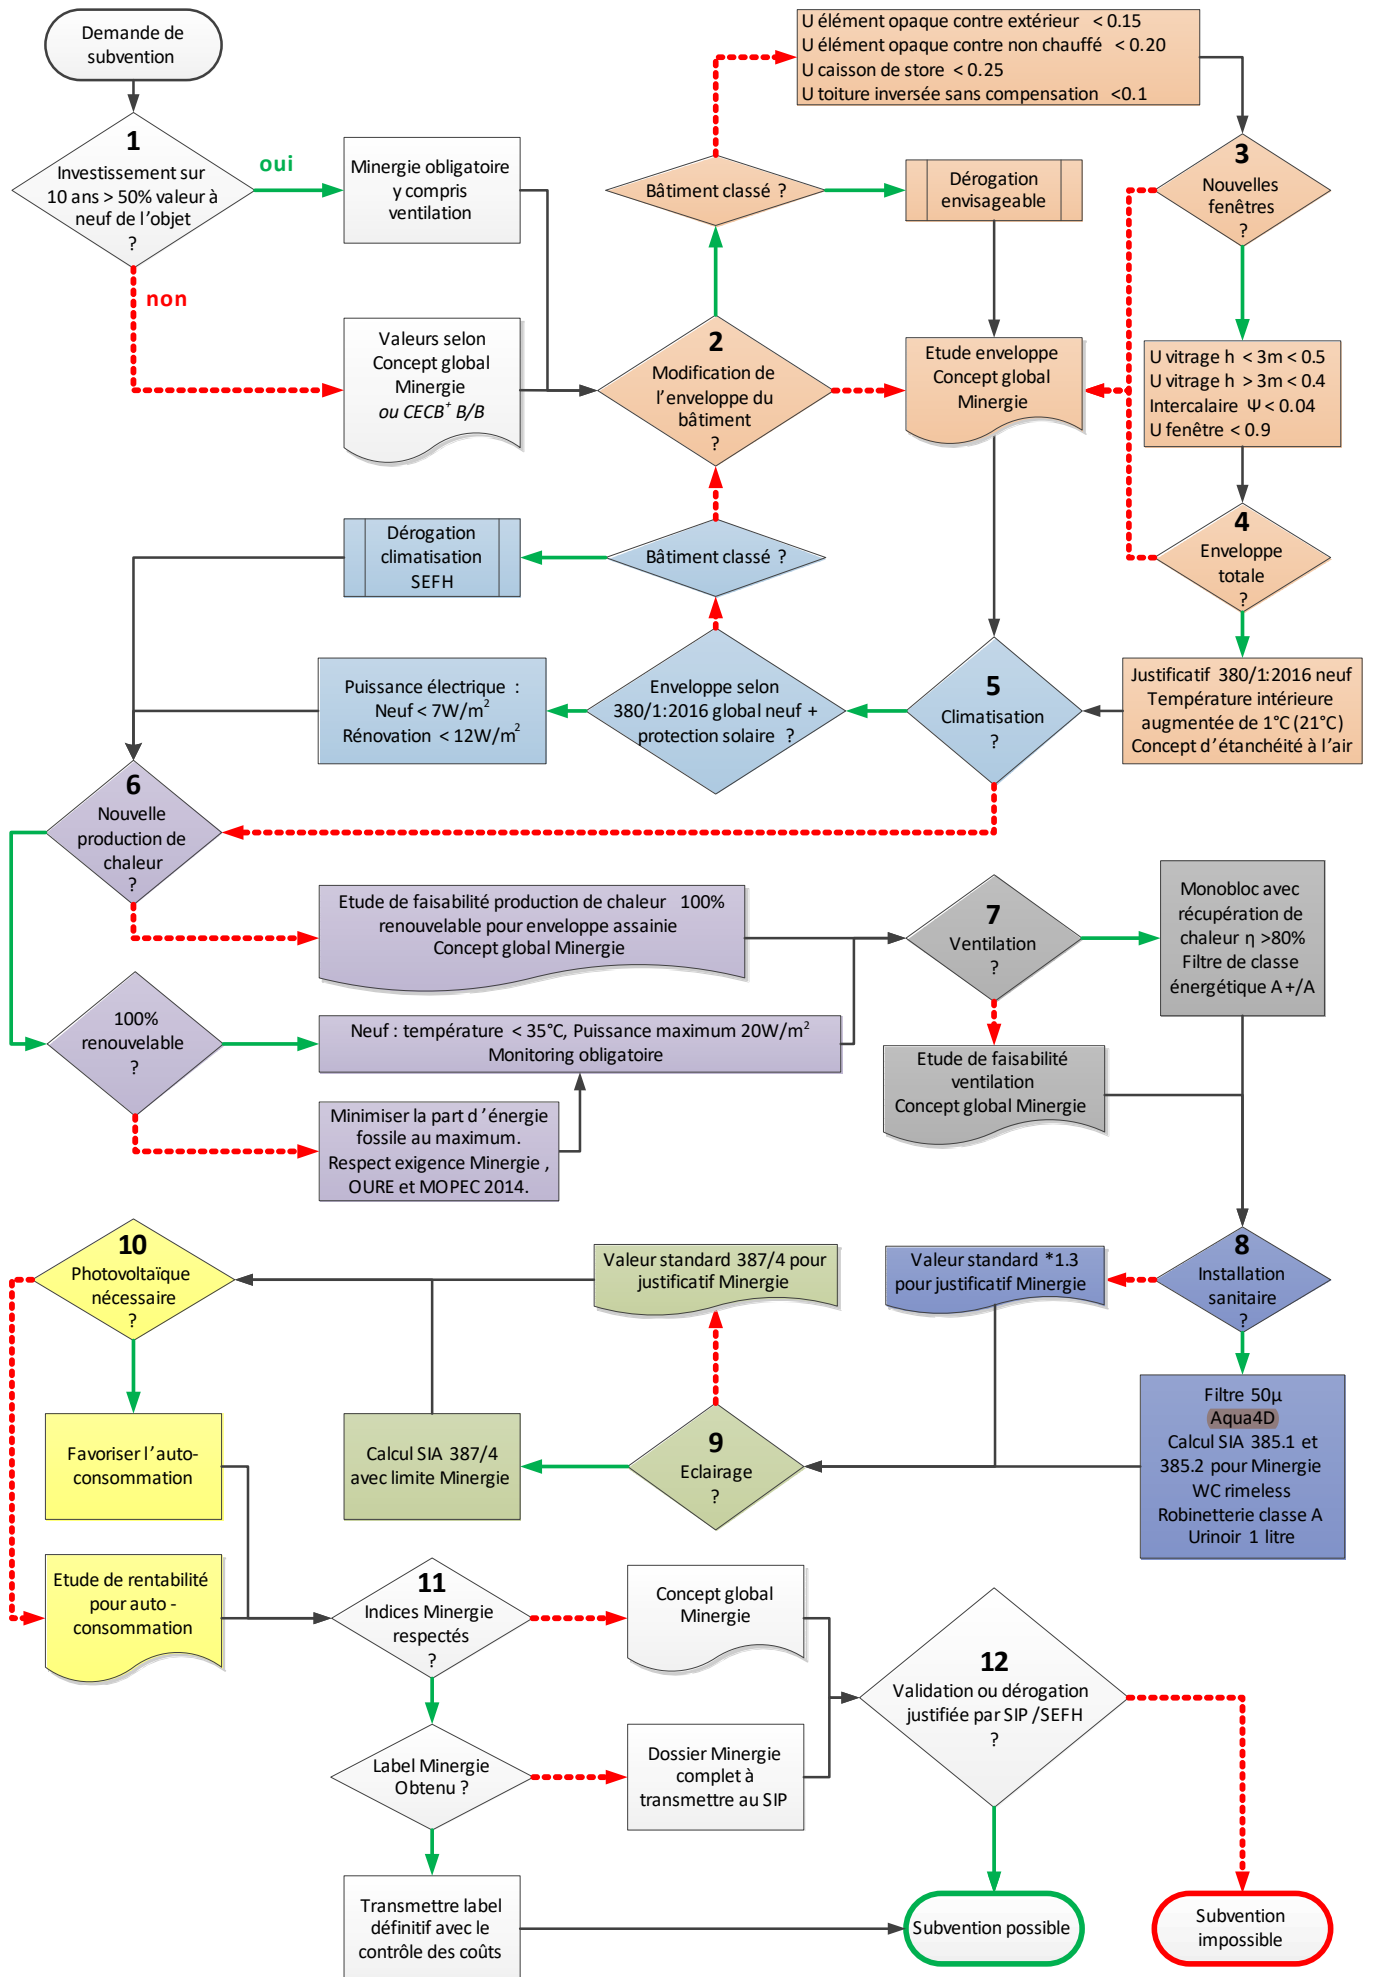 Demande de
subvention
1
Investissement sur
10 ans > 50% valeur à
neuf de l'objet
?
oui
non
Minergie obligatoire
y compris
ventilation
Valeurs selon
Concept global
Minergie
ou CECB+ B/B
2
Modification de
l'enveloppe du
bâtiment
?
Bâtiment classé ?
U élément opaque contre extérieur < 0.15
U élément opaque contre non chauffé < 0.20
U caisson de store < 0.25
U toiture inversée sans compensation <0.1
Dérogation
envisageable
Etude enveloppe
Concept global
Minergie
3
Nouvelles
fenêtres
?
U vitrage h < 3m < 0.5
U vitrage h > 3m < 0.4
Intercalaire Ψ < 0.04
U fenêtre < 0.9
4
Enveloppe
totale
?
Justificatif 380/1:2016 neuf
Température intérieure
augmentée de 1°C (21°C)
Concept d'étanchéité à l'air
5
Climatisation
?
Enveloppe selon
380/1:2016 global neuf +
protection solaire ?
Bâtiment classé ?
Dérogation
climatisation
SEFH
Puissance électrique :
Neuf < 7W/m²
Rénovation < 12W/m²
6
Nouvelle
production de
chaleur
?
Etude de faisabilité production de chaleur 100%
renouvelable pour enveloppe assainie
Concept global Minergie
100%
renouvelable
?
Neuf : température < 35°C, Puissance maximum 20W/m²
Monitoring obligatoire
Minimiser la part d'énergie
fossile au maximum.
Respect exigence Minergie ,
OURE et MOPEC 2014.
7
Ventilation
?
Monobloc avec
récupération de
chaleur η >80%
Filtre de classe
énergétique A+/A
Etude de faisabilité
ventilation
Concept global Minergie
8
Installation
sanitaire
?
Valeur standard *1.3
pour justificatif Minergie
Filtre 50µ
Aqua4D
Calcul SIA 385.1 et
385.2 pour Minergie
WC rimeless
Robinetterie classe A
Urinoir 1 litre
9
Eclairage
?
Valeur standard 387/4 pour
justificatif Minergie
Calcul SIA 387/4
avec limite Minergie
10
Photovoltaïque
nécessaire
?
Favoriser l'auto-
consommation
Etude de rentabilité
pour auto -
consommation
11
Indices Minergie
respectés
?
Concept global
Minergie
Label Minergie
Obtenu ?
Dossier Minergie
complet à
transmettre au SIP
Transmettre label
définitif avec le
contrôle des coûts
12
Validation ou dérogation
justifiée par SIP /SEFH
?
Subvention possible
Subvention
impossible